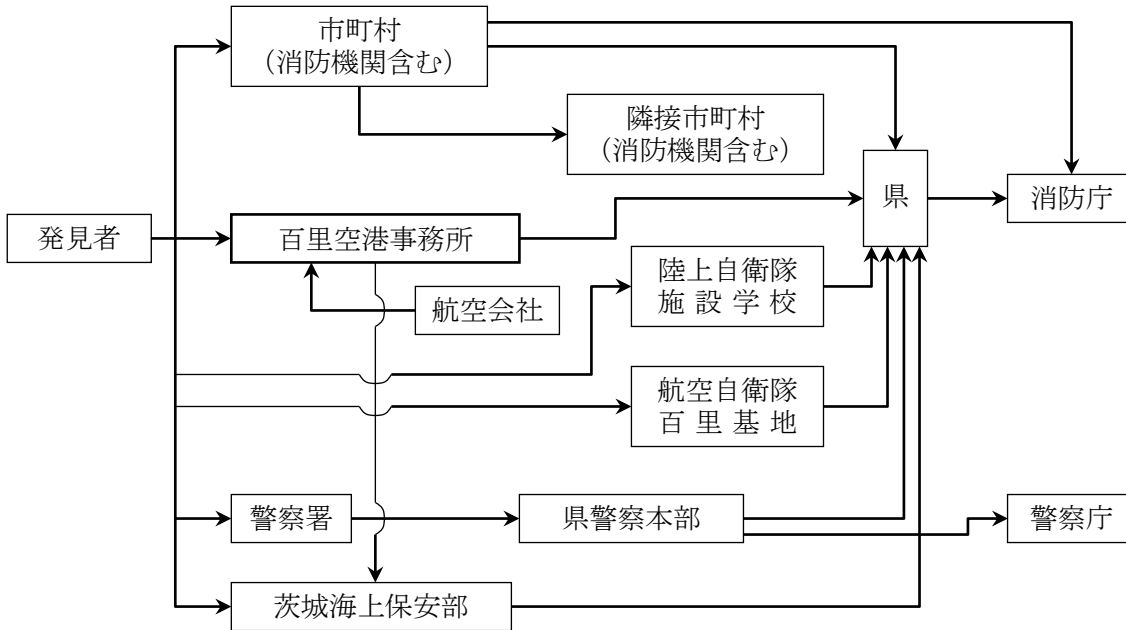 市町村
（消防機関含む）
隣接市町村
（消防機関含む）
県
消防庁
発見者
百里空港事務所
陸上自衛隊
施設学校
航空会社
航空自衛隊
百里基地
警察署
県警察本部
警察庁
茨城海上保安部